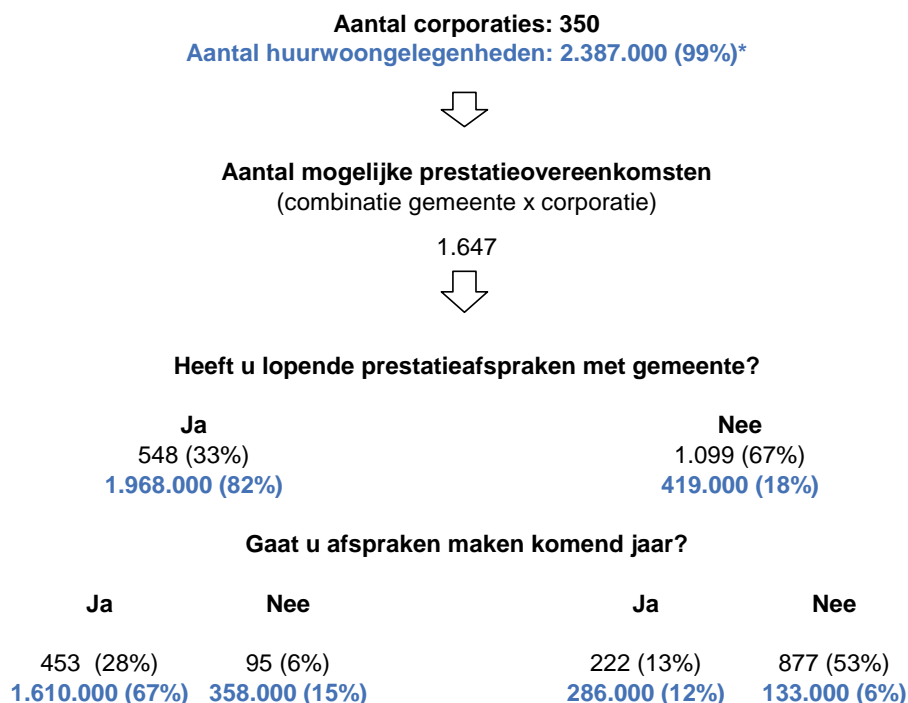 Aantal corporaties: 350
Aantal huurwoongelegenheden: 2.387.000 (99%)*
Aantal mogelijke prestatieovereenkomsten
(combinatie gemeente x corporatie)
1.647
Heeft u lopende prestatieafspraken met gemeente?
Ja Nee
548 (33%) 1.099 (67%)
1.968.000 (82%) 419.000 (18%)
Gaat u afspraken maken komend jaar?
Ja Nee Ja Nee
453 (28%) 95 (6%) 222 (13%) 877 (53%)
1.610.000 (67%) 358.000 (15%) 286.000 (12%) 133.000 (6%)